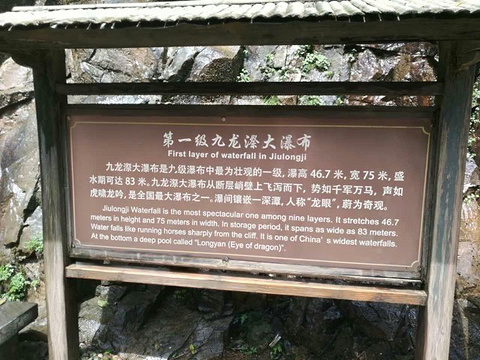 第一级九龙漈大瀑布
First layer of waterfall in Jiulongji
九龙漈大瀑布是九级瀑布中最为壮观的一级，瀑高 46.7 米，宽 75 米，盛
水期可达 83 米。九龙漈大瀑布从断层峭壁上飞泻而下，势如千军万马，声如
虎啸龙吟，是全国最大瀑布之一。瀑间镶嵌一深潭，人称“龙眼”，蔚为奇观。
Jiulongji Waterfall is the most spectacular one among nine layers. It stretches 46.7
meters in height and 75 meters in width. In storage period, it spans as wide as 83 meters.
Water falls like running horses sharply from the cliff. It is one of China's widest waterfalls.
At the bottom a deep pool called “Longyan (Eye of dragon)”.